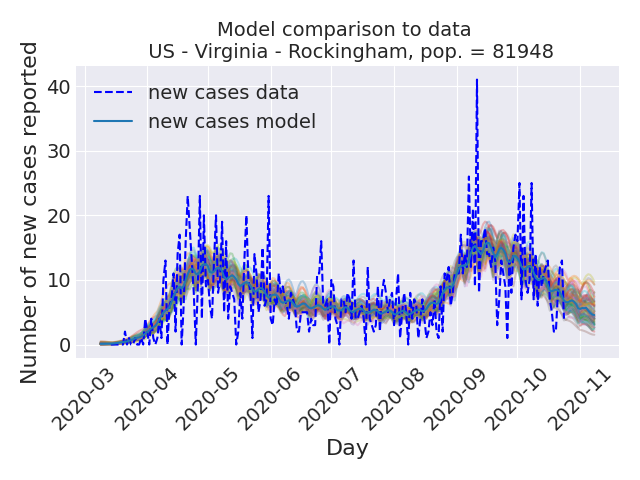 Model comparison to data
US - Virginia - Rockingham, pop. = 81948
Number of new cases reported
40
30
20
10
0
new cases data
new cases model
2020-03
2020-04
2020-05
2020-06
2020-07
2020-08
2020-09
2020-10
2020-11
Day